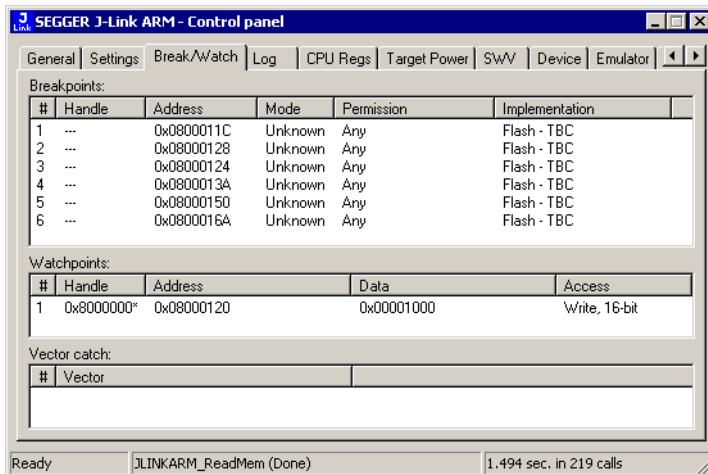 J Link SEGGER J-Link ARM - Control panel
General Settings Break/Watch Log CPU Regs Target Power SWV Device Emulator
Breakpoints:
# Handle Address Mode Permission Implementation
1 --- 0x0800011C Unknown Any Flash - TBC
2 --- 0x08000128 Unknown Any Flash - TBC
3 --- 0x08000124 Unknown Any Flash - TBC
4 --- 0x0800013A Unknown Any Flash - TBC
5 --- 0x08000150 Unknown Any Flash - TBC
6 --- 0x0800016A Unknown Any Flash - TBC
Watchpoints:
# Handle Address Data Access
1 0x8000000* 0x08000120 0x00001000 Write, 16-bit
Vector catch:
# Vector
Ready JLINKARM_ReadMem (Done) 1.494 sec. in 219 calls